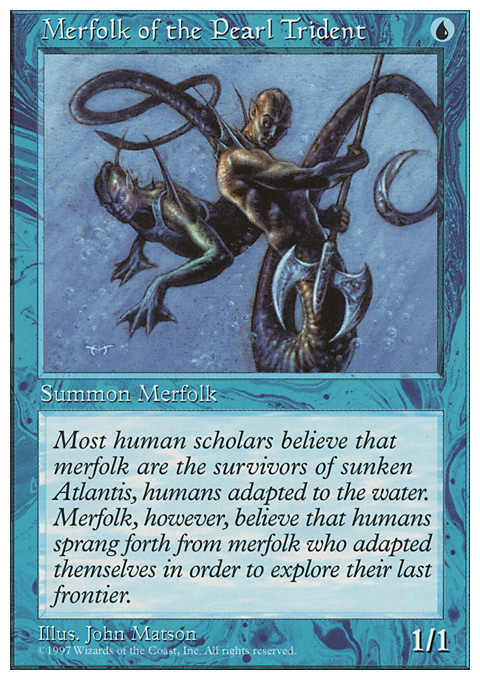 Merfolk of the Pearl Trident
Summon Merfolk
Most human scholars believe that
merfolk are the survivors of sunken
Atlantis, humans adapted to the water.
Merfolk, however, believe that humans
sprang forth from merfolk who adapted
themselves in order to explore their last
frontier.
Illus. John Matson
1/1
©1997 Wizards of the Coast, Inc. All rights reserved.